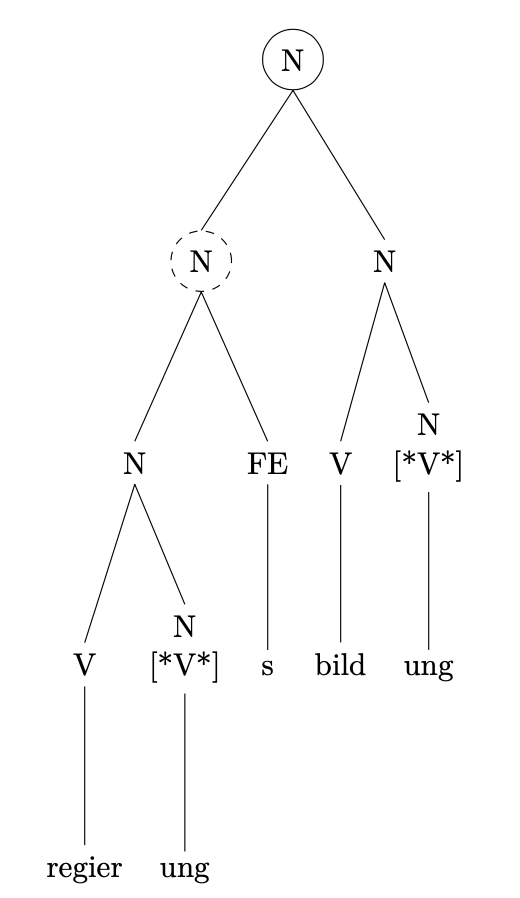 N
N N
N
N FE V [*V*]
N
V [*V*] s bild ung
regier ung